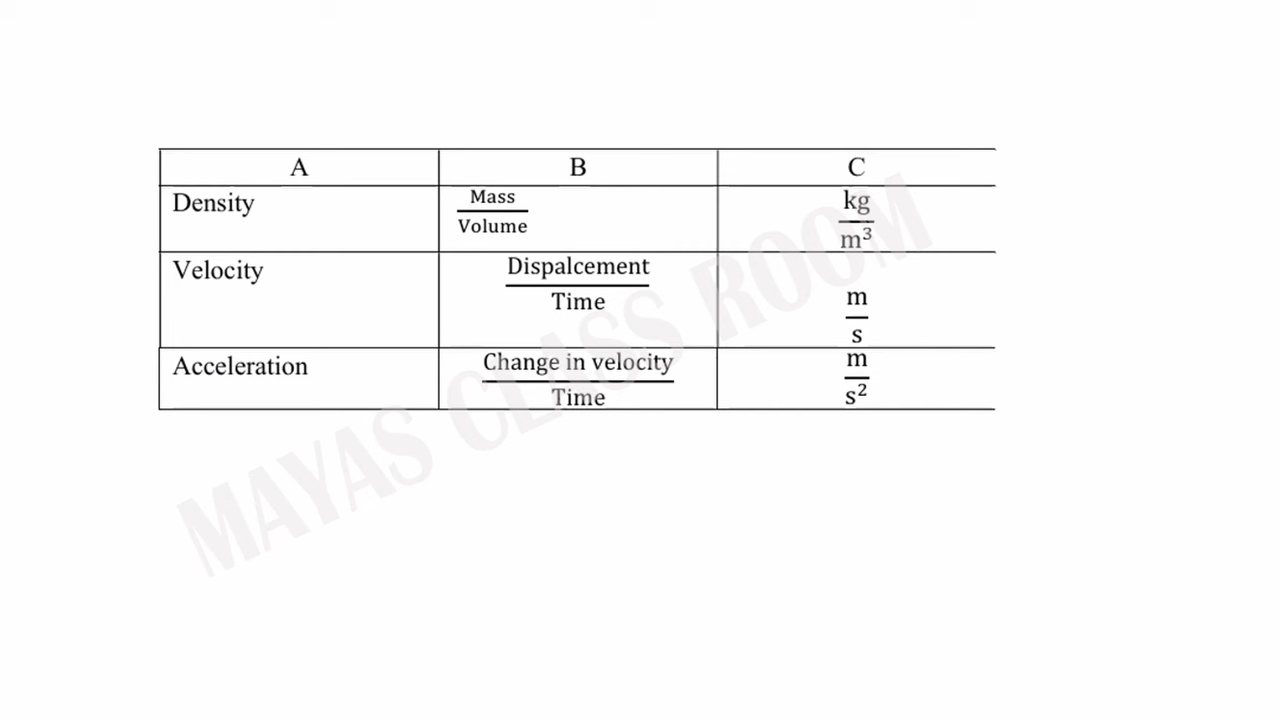 A B C
Density Mass/Volume kg/m³
Velocity Dispalcement/Time m/s
Acceleration Change in velocity/Time m/s²
MAYAS CLASS ROOM